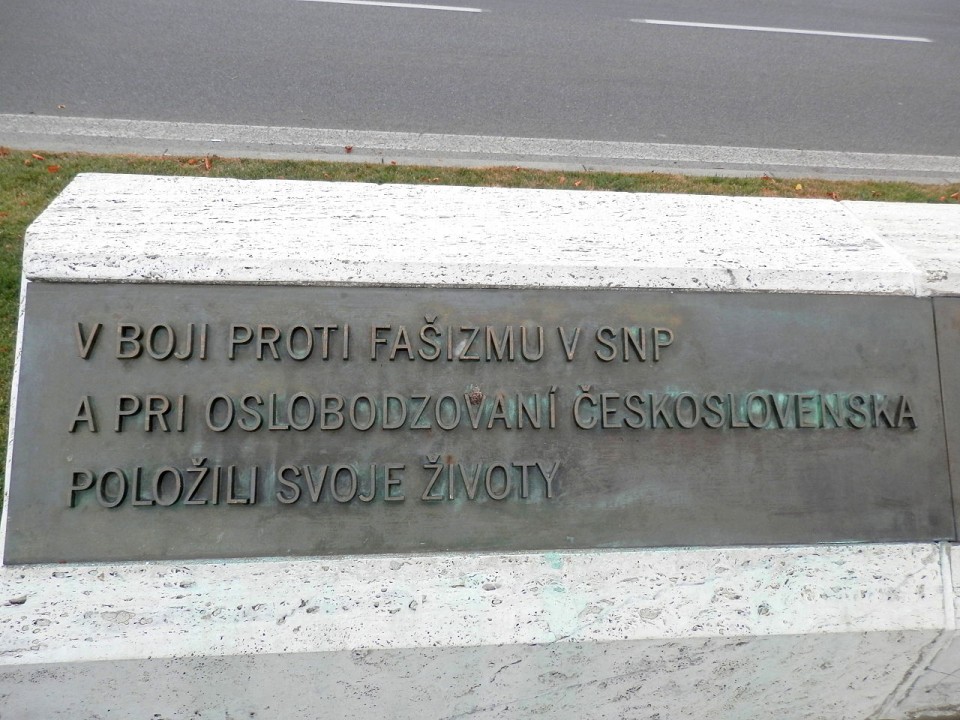 V BOJI PROTI FAŠIZMU V SNP
A PRI OSLOBODZOVANÍ ČESKOSLOVENSKA
POLOŽILI SVOJE ŽIVOTY